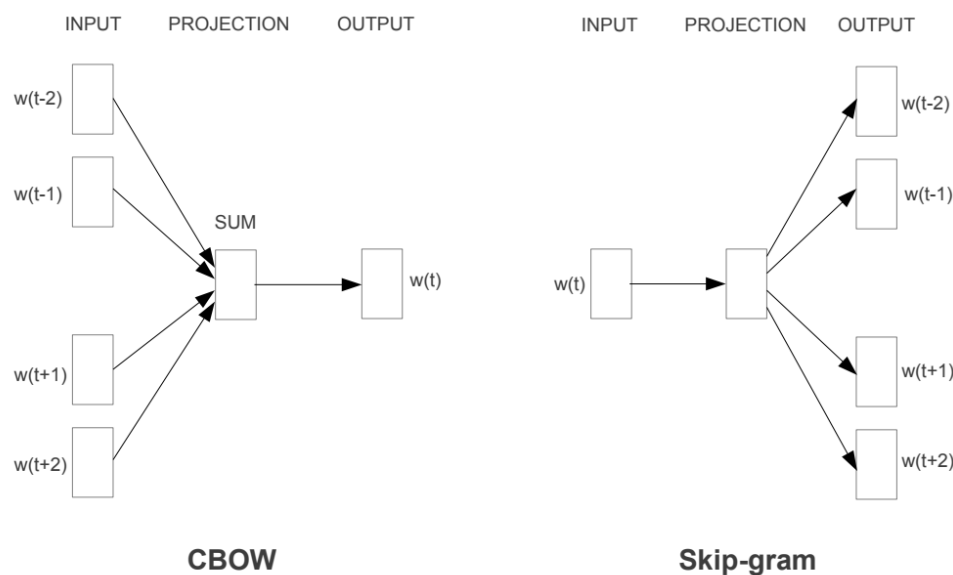 INPUT PROJECTION OUTPUT
w(t-2)
w(t-1)
SUM
w(t)
w(t+1)
w(t+2)
CBOW
INPUT PROJECTION OUTPUT
w(t-2)
w(t-1)
w(t)
w(t+1)
w(t+2)
Skip-gram